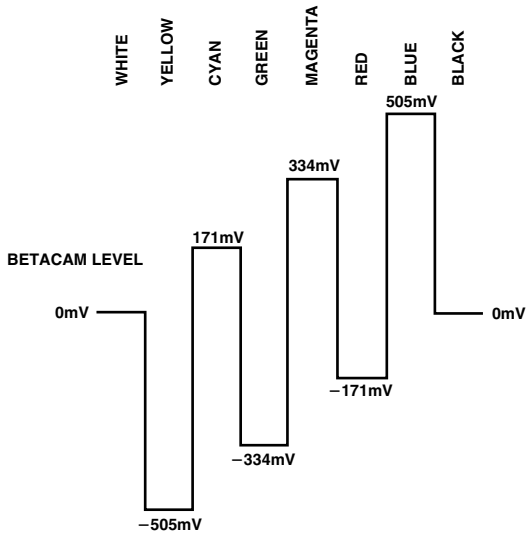 WHITE
YELLOW
CYAN
GREEN
MAGENTA
RED
BLUE
BLACK
505mV
334mV
171mV
BETACAM LEVEL
0mV
0mV
−171mV
−334mV
−505mV